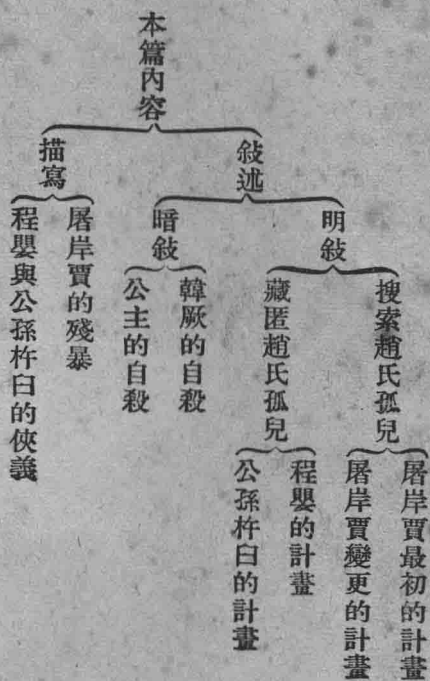 本篇內容
敍述
描寫
明敍
暗敍
屠岸賈的殘暴
程嬰與公孫杵臼的俠義
搜索趙氏孤兒
藏匿趙氏孤兒
韓厥的自殺
公主的自殺
屠岸賈最初的計畫
屠岸賈變更的計畫
程嬰的計畫
公孫杵臼的計畫